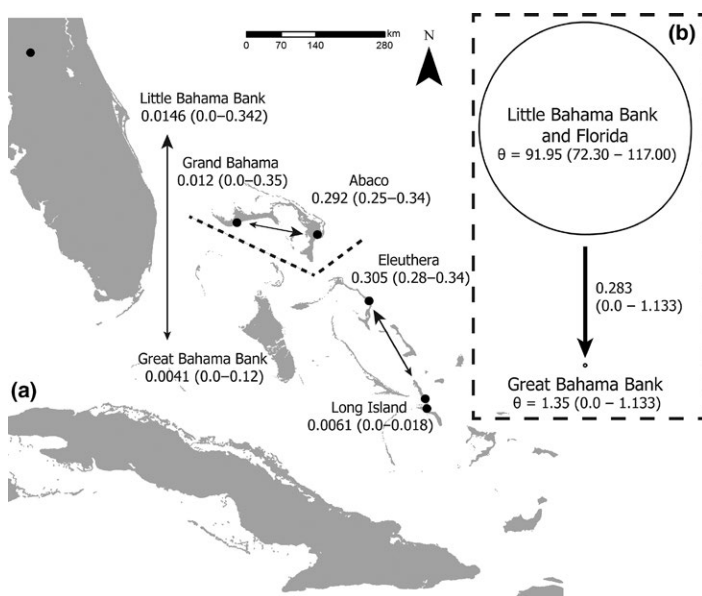 N
km
0 70 140 280
(b)
Little Bahama Bank
0.0146 (0.0–0.342)
Grand Bahama
0.012 (0.0–0.35)
Abaco
0.292 (0.25–0.34)
Eleuthera
0.305 (0.28–0.34)
Great Bahama Bank
0.0041 (0.0–0.12)
(a)
Long Island
0.0061 (0.0–0.018)
Little Bahama Bank
and Florida
θ = 91.95 (72.30 – 117.00)
0.283
(0.0 – 1.133)
Great Bahama Bank
θ = 1.35 (0.0 – 1.133)